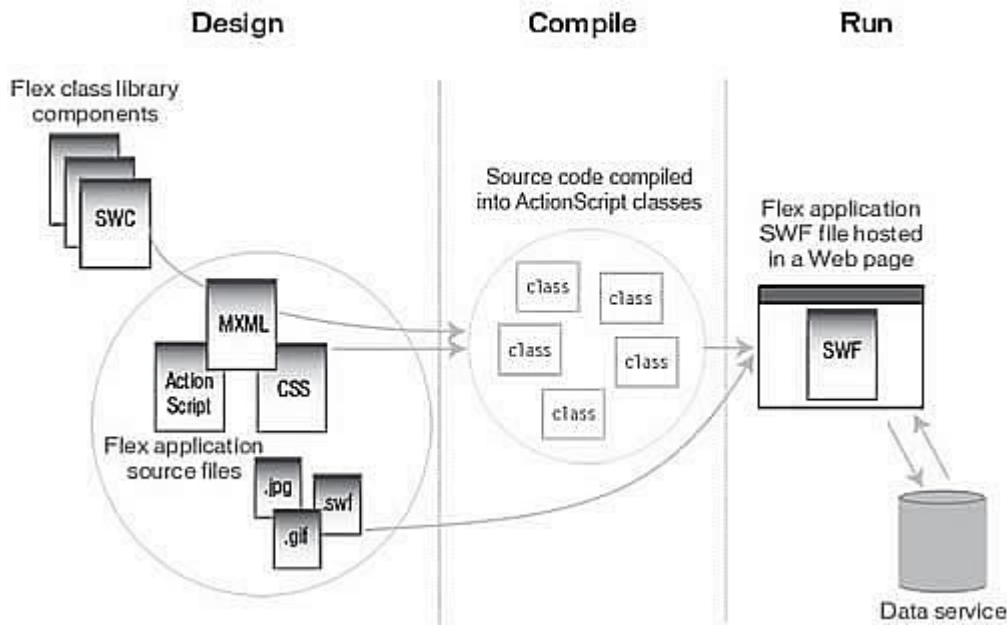 Design
Compile
Run
Flex class library
components
SWC
MXML
Action
Script
CSS
Flex application
source files
.jpg
.swf
.gif
Source code compiled
into ActionScript classes
class
class
class
class
class
Flex application
SWF file hosted
in a Web page
SWF
Data service